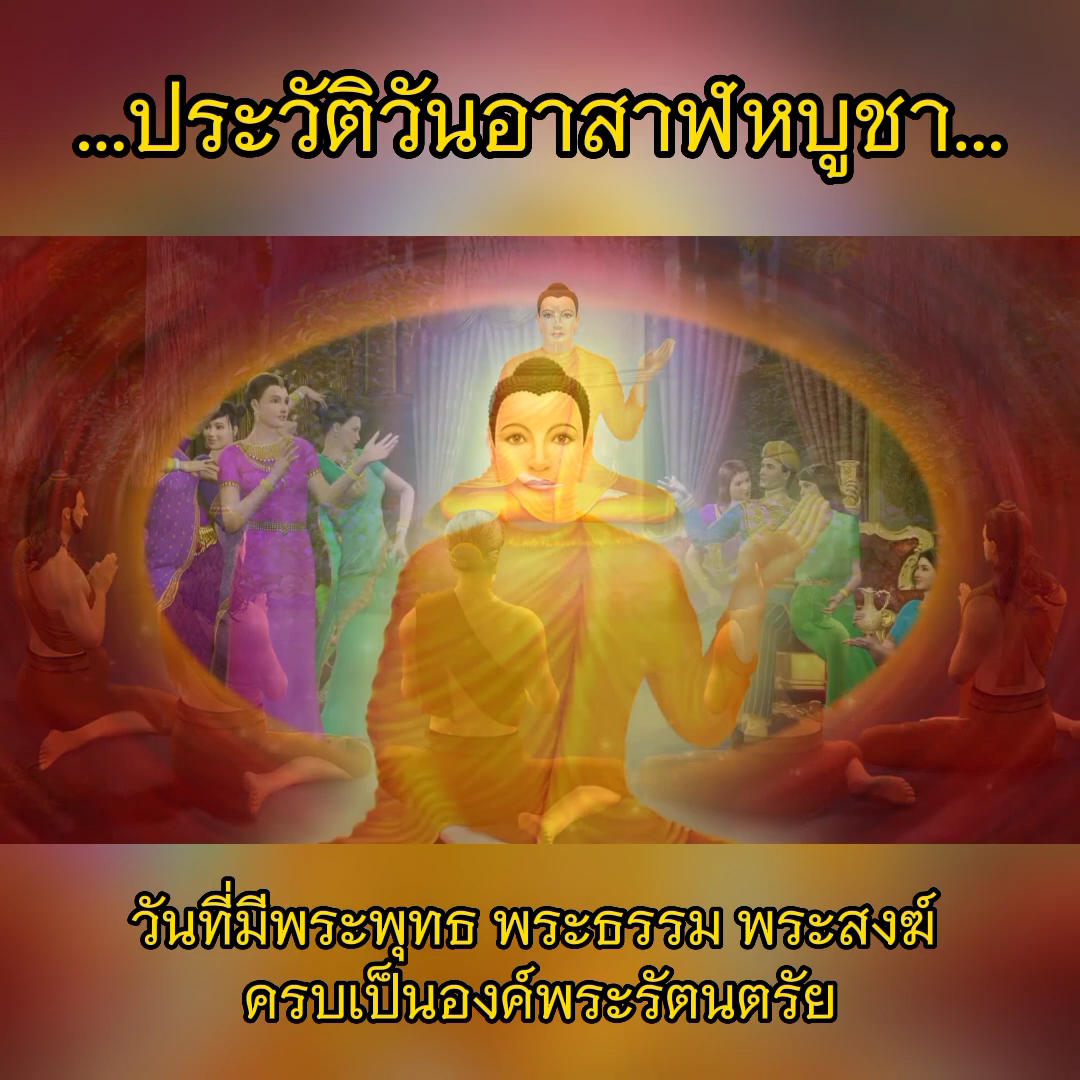 ...ประวัติวันอาสาฬหบูชา...
วันที่มีพระพุทธ พระธรรม พระสงฆ์
ครบเป็นองค์พระรัตนตรัย